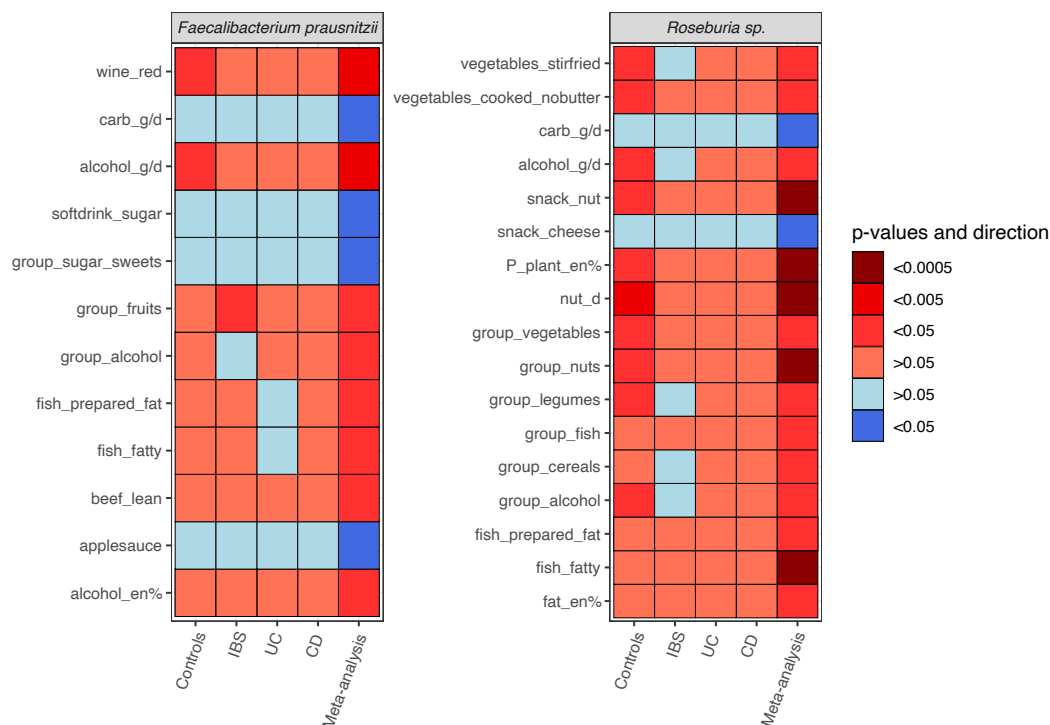 Faecalibacterium prausnitzii
wine_red
carb_g/d
alcohol_g/d
softdrink_sugar
group_sugar_sweets
group_fruits
group_alcohol
fish_prepared_fat
fish_fatty
beef_lean
applesauce
alcohol_en%
Controls
IBS
UC
CD
Meta-analysis
Roseburia sp.
vegetables_stirfried
vegetables_cooked_nobutter
carb_g/d
alcohol_g/d
snack_nut
snack_cheese
P_plant_en%
nut_d
group_vegetables
group_nuts
group_legumes
group_fish
group_cereals
group_alcohol
fish_prepared_fat
fish_fatty
fat_en%
Controls
IBS
UC
CD
Meta-analysis
p-values and direction
<0.0005
<0.005
<0.05
>0.05
>0.05
<0.05